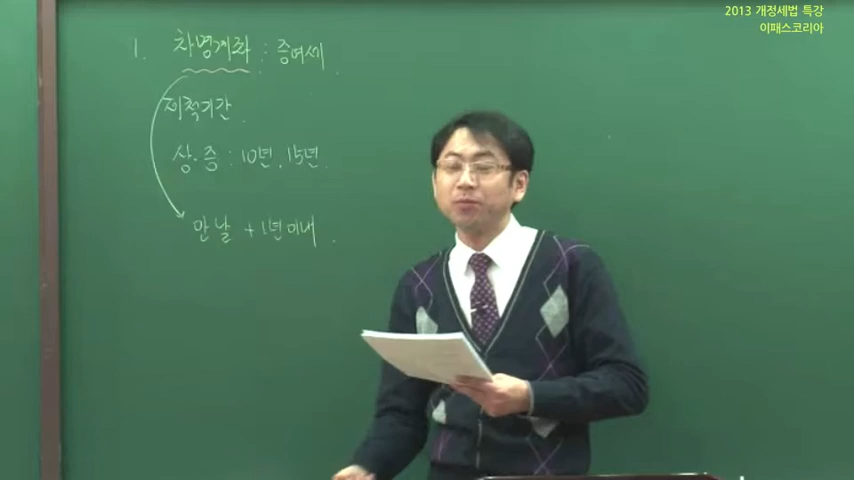 2013 개정세법 특강
이패스코리아
1. 차명계좌 : 증여세.
제척기간.
상·증 : 10년, 15년.
안 날 + 1년 이내.